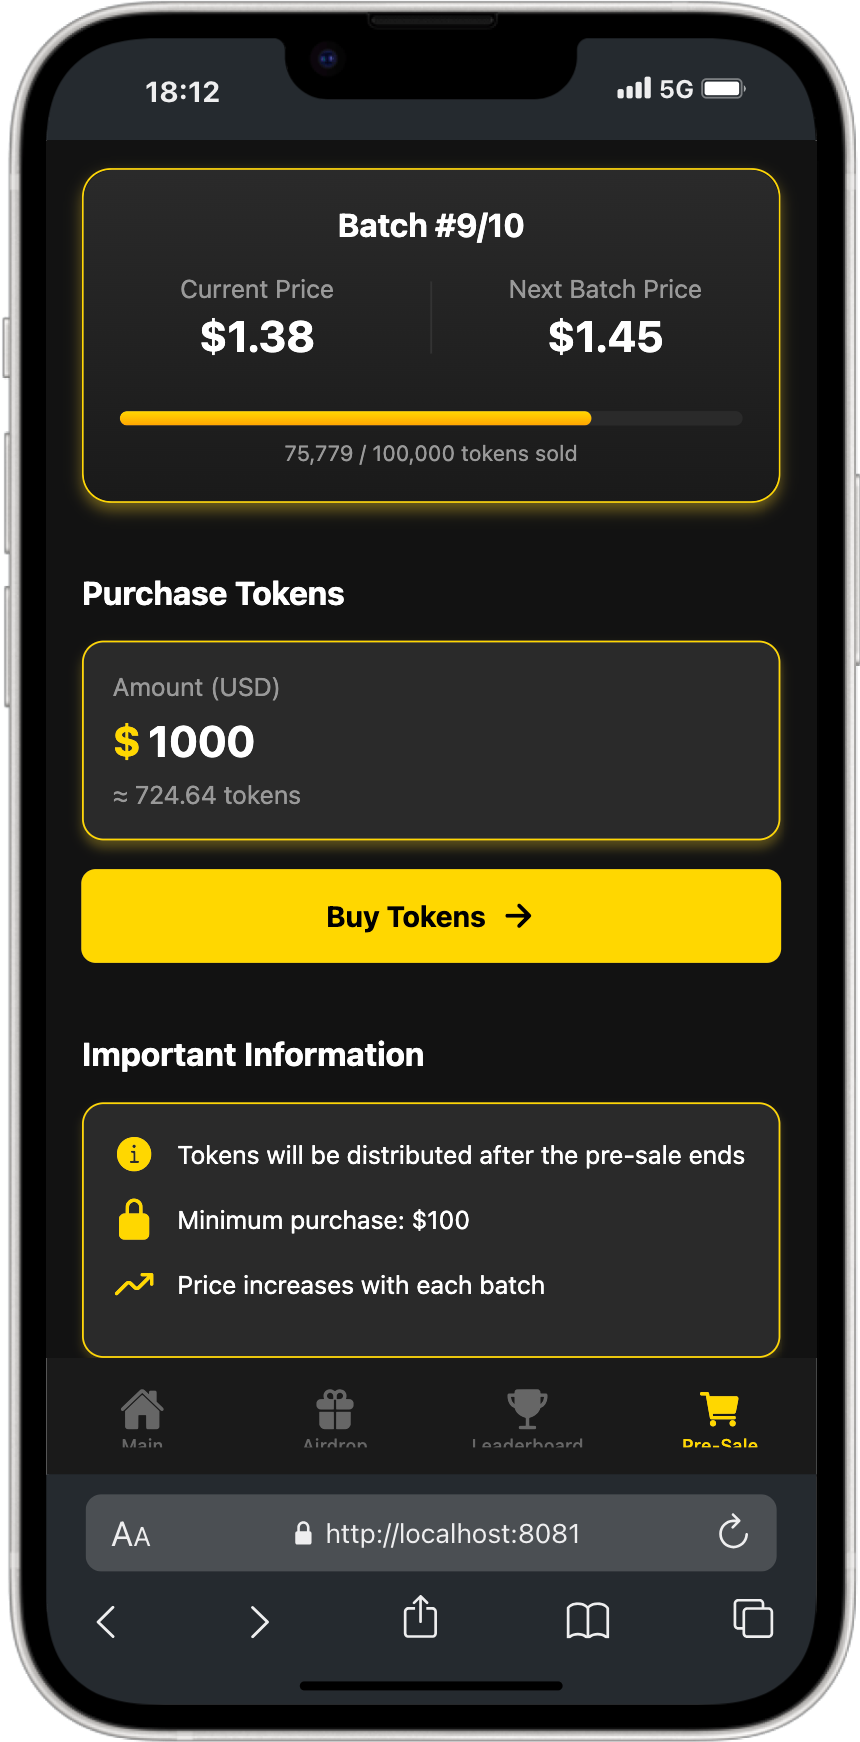 18:12
5G
Batch #9/10
Current Price
Next Batch Price
$1.38
$1.45
75,779 / 100,000 tokens sold
Purchase Tokens
Amount (USD)
$ 1000
≈ 724.64 tokens
Buy Tokens →
Important Information
i Tokens will be distributed after the pre-sale ends
Minimum purchase: $100
Price increases with each batch
Main
Airdrop
Leaderboard
Pre-Sale
AA
http://localhost:8081